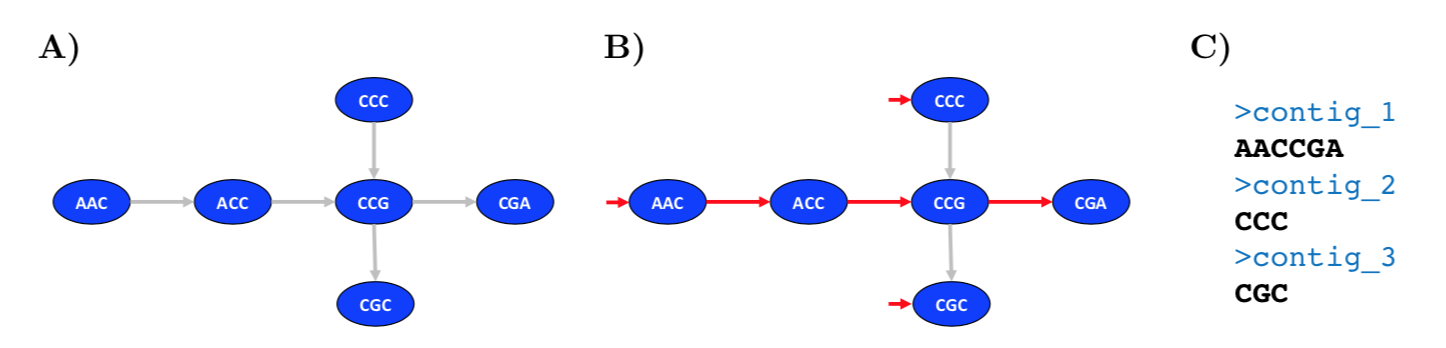 A)
CCC
AAC ACC CCG CGA
CGC
B)
CCC
AAC ACC CCG CGA
CGC
C)
>contig_1
AACCGA
>contig_2
CCC
>contig_3
CGC